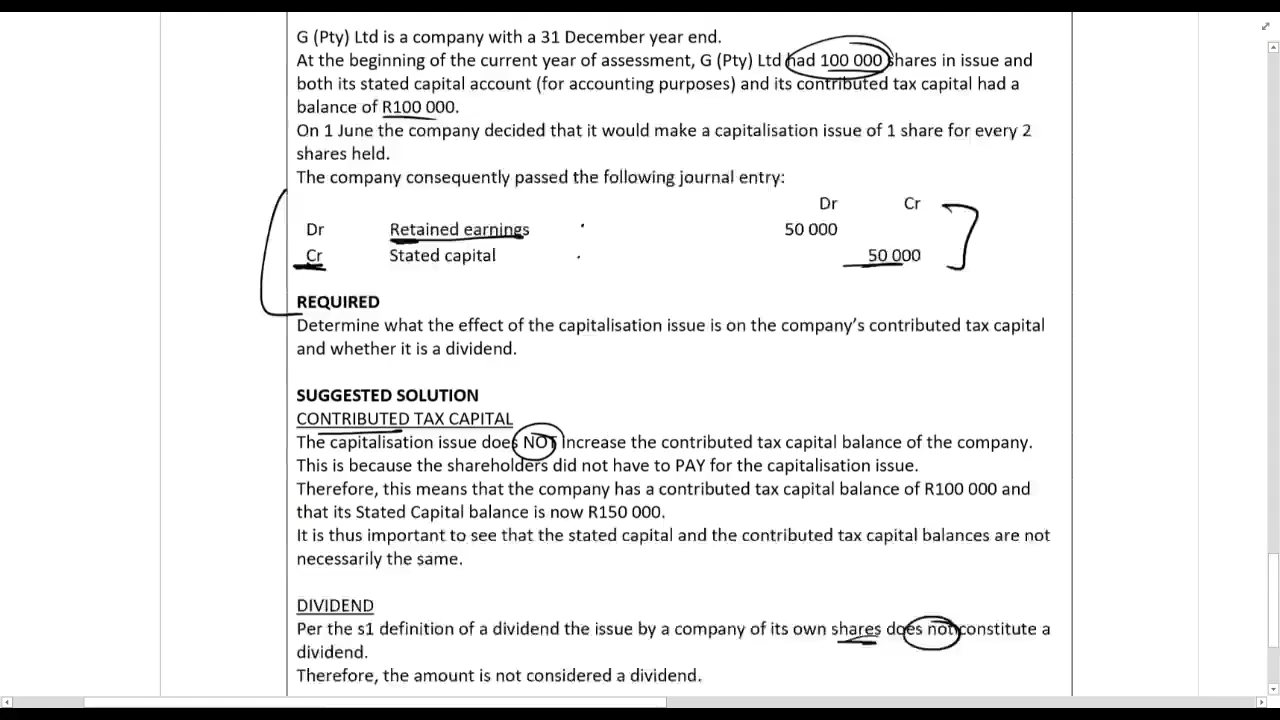 G (Pty) Ltd is a company with a 31 December year end.
At the beginning of the current year of assessment, G (Pty) Ltd had 100 000 shares in issue and
both its stated capital account (for accounting purposes) and its contributed tax capital had a
balance of R100 000.
On 1 June the company decided that it would make a capitalisation issue of 1 share for every 2
shares held.
The company consequently passed the following journal entry:
Dr Cr
Dr Retained earnings 50 000
Cr Stated capital 50 000
REQUIRED
Determine what the effect of the capitalisation issue is on the company's contributed tax capital
and whether it is a dividend.
SUGGESTED SOLUTION
CONTRIBUTED TAX CAPITAL
The capitalisation issue does NOT increase the contributed tax capital balance of the company.
This is because the shareholders did not have to PAY for the capitalisation issue.
Therefore, this means that the company has a contributed tax capital balance of R100 000 and
that its Stated Capital balance is now R150 000.
It is thus important to see that the stated capital and the contributed tax capital balances are not
necessarily the same.
DIVIDEND
Per the s1 definition of a dividend the issue by a company of its own shares does not constitute a
dividend.
Therefore, the amount is not considered a dividend.